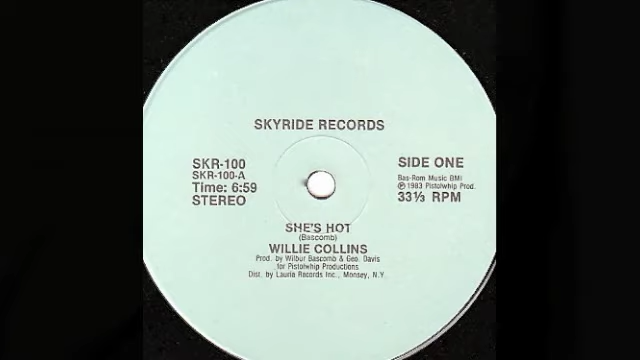 SKYRIDE RECORDS
SKR-100
SKR-100-A
Time: 6:59
STEREO
SIDE ONE
Bas-Rom Music BMI
℗ 1983 Pistolwhip Prod.
33⅓ RPM
SHE'S HOT
(Bascomb)
WILLIE COLLINS
Prod. by Wilbur Bascomb & Geo. Davis
for Pistolwhip Productions
Dist. by Lauria Records Inc., Monsey, N.Y.